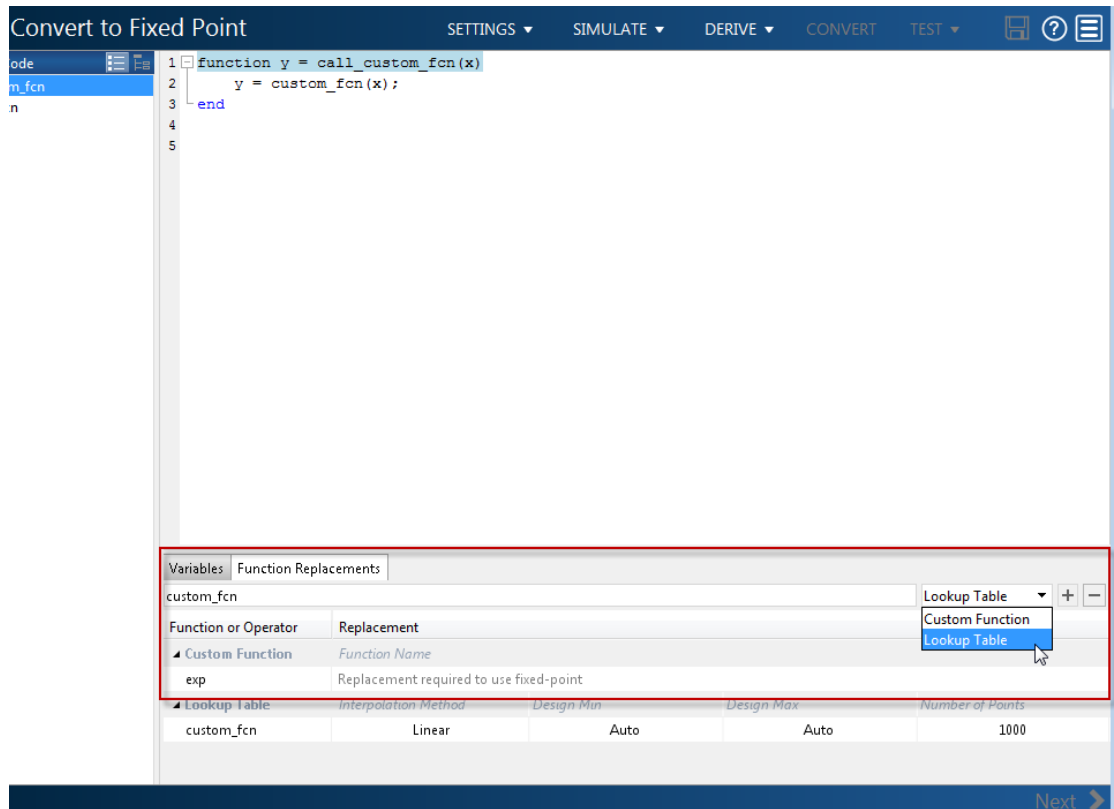 Convert to Fixed Point SETTINGS SIMULATE DERIVE CONVERT TEST ?
ode
m_fcn
:n
1 function y = call_custom_fcn(x)
2 y = custom_fcn(x);
3 end
4
5
Variables Function Replacements
custom_fcn Lookup Table + −
Custom Function
Lookup Table
Function or Operator Replacement
Custom Function Function Name
exp Replacement required to use fixed-point
Lookup Table Interpolation Method Design Min Design Max Number of Points
custom_fcn Linear Auto Auto 1000
Next